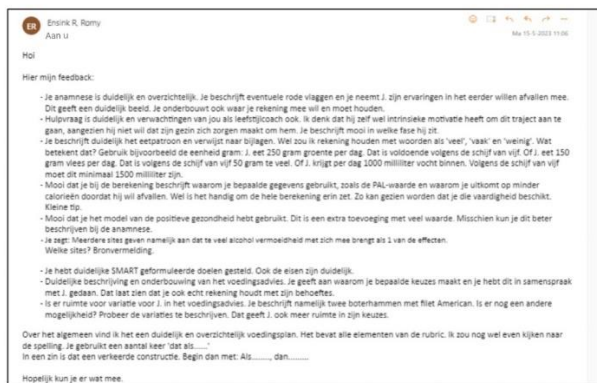 ER
Ensink R. Romy
Aan u
Ma 15-5-2023 11:06
Hoi
Hier mijn feedback:
- Je anamnese is duidelijk en overzichtelijk. Je beschrijft eventuele rode vlaggen en je neemt J. zijn ervaringen in het eerder willen afvallen mee.
Dit geeft een duidelijk beeld. Je onderbouwt ook waar je rekening mee wil en moet houden.
- Hulpvraag is duidelijk en verwachtingen van jou als leefstijlcoach ook. Ik denk dat hij zelf wel intrinsieke motivatie heeft om dit traject aan te
gaan, aangezien hij niet wil dat zijn gezin zich zorgen maakt om hem. Je beschrijft mooi in welke fase hij zit.
- Je beschrijft duidelijk het eetpatroon en verwijst naar bijlagen. Wel zou ik rekening houden met woorden als 'veel', 'vaak' en 'weinig'. Wat
betekent dat? Gebruik bijvoorbeeld de eenheid gram: J. eet 250 gram groente per dag. Dat is voldoende volgens de schijf van vijf. Of J. eet 150
gram vlees per dag. Dat is volgens de schijf van vijf 50 gram te veel. Of J. krijgt per dag 1000 milliliter vocht binnen. Volgens de schijf van vijf
moet dit minimaal 1500 milliliter zijn.
- Mooi dat je bij de berekening beschrijft waarom je bepaalde gegevens gebruikt, zoals de PAL-waarde en waarom je uitkomt op minder
calorieën doordat hij wil afvallen. Wel is het handig om de hele berekening erin zet. Zo kan gezien worden dat je die vaardigheid beschikt.
Kleine tip.
- Mooi dat je het model van de positieve gezondheid hebt gebruikt. Dit is een extra toevoeging met veel waarde. Misschien kun je dit beter
beschrijven bij de anamnese.
- Je zegt: Meerdere sites gaven namelijk aan dat te veel alcohol vermoeidheid met zich mee brengt als 1 van de effecten.
Welke sites? Bronvermelding.
- Je hebt duidelijke SMART geformuleerde doelen gesteld. Ook de eisen zijn duidelijk.
- Duidelijke beschrijving en onderbouwing van het voedingsadvies. Je geeft aan waarom je bepaalde keuzes maakt en je hebt dit in samenspraak
met J. gedaan. Dat laat zien dat je ook echt rekening houdt met zijn behoeftes.
- Is er ruimte voor variatie voor J. in het voedingsadvies. Je beschrijft namelijk twee boterhammen met filet American. Is er nog een andere
mogelijkheid? Probeer de variaties te beschrijven. Dat geeft J. ook meer ruimte in zijn keuzes.
Over het algemeen vind ik het een duidelijk en overzichtelijk voedingsplan. Het bevat alle elementen van de rubric. Ik zou nog wel even kijken naar
de spelling. Je gebruikt een aantal keer 'dat als......'
In een zin is dat een verkeerde constructie. Begin dan met: Als........., dan.........
Hopelijk kun je er wat mee.